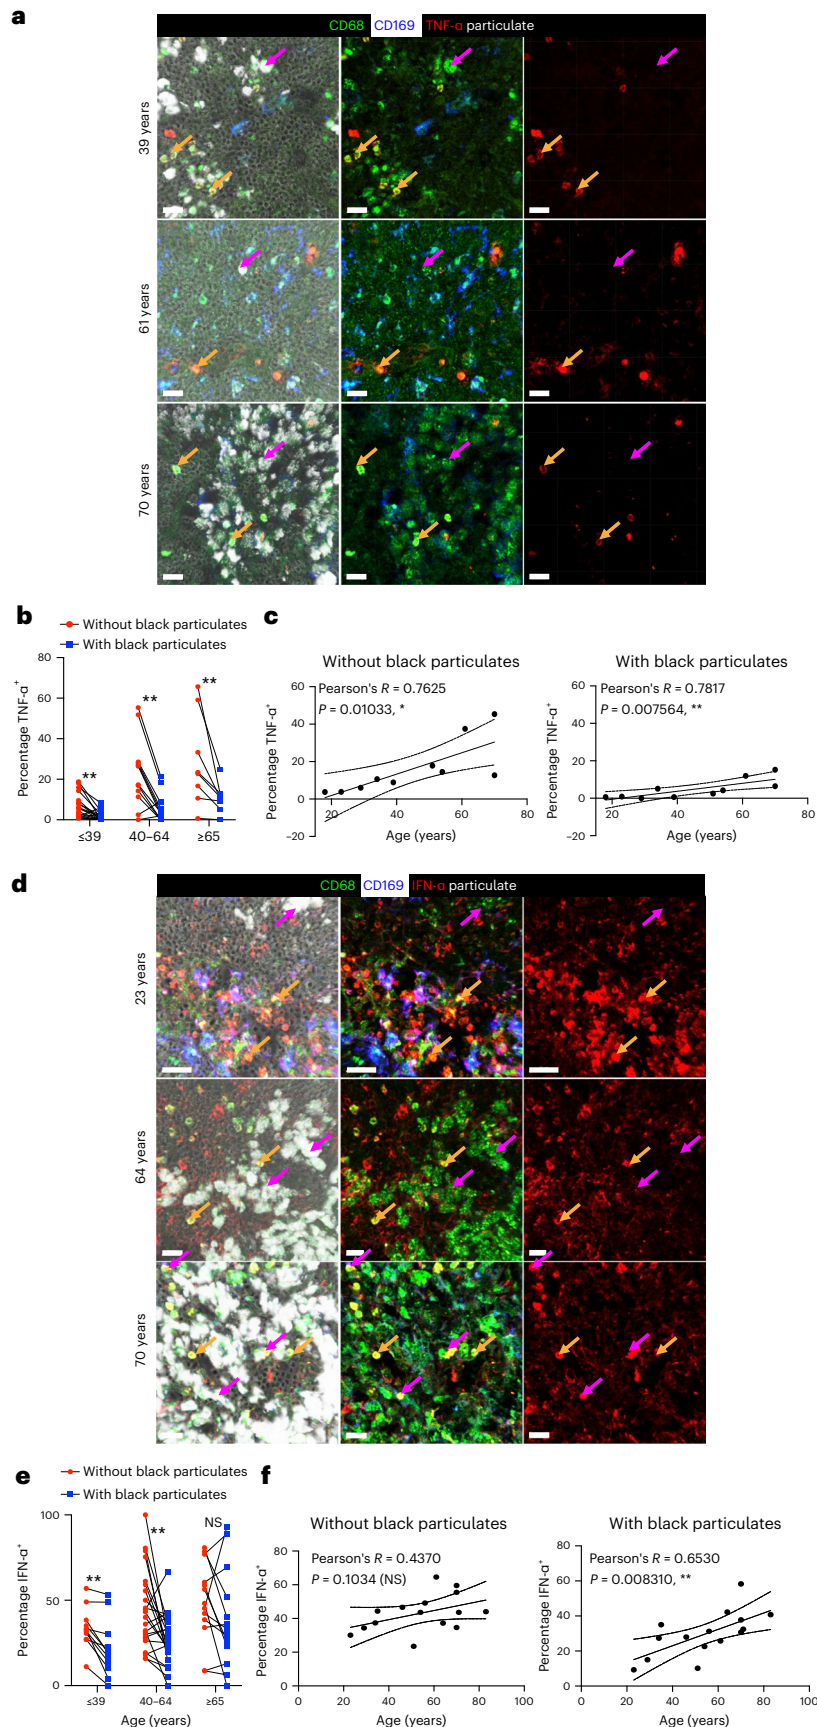 a
CD68 CD169 TNF-α particulate
39 years
61 years
70 years
b
Without black particulates
With black particulates
Percentage TNF-α+
80
60
40
20
0
**
**
**
≤39
40–64
≥65
Age (years)
c
Without black particulates
Pearson's R = 0.7625
P = 0.01033, *
Percentage TNF-α+
60
40
20
0
−20
20
40
60
80
Age (years)
With black particulates
Pearson's R = 0.7817
P = 0.007564, **
Percentage TNF-α+
60
40
20
0
−20
20
40
60
80
Age (years)
d
CD68 CD169 IFN-α particulate
23 years
64 years
70 years
e
Without black particulates
With black particulates
Percentage IFN-α+
100
50
0
**
**
NS
≤39
40–64
≥65
Age (years)
f
Without black particulates
Pearson's R = 0.4370
P = 0.1034 (NS)
Percentage IFN-α+
80
60
40
20
0
0
20
40
60
80
100
Age (years)
With black particulates
Pearson's R = 0.6530
P = 0.008310, **
Percentage IFN-α+
80
60
40
20
0
0
20
40
60
80
100
Age (years)